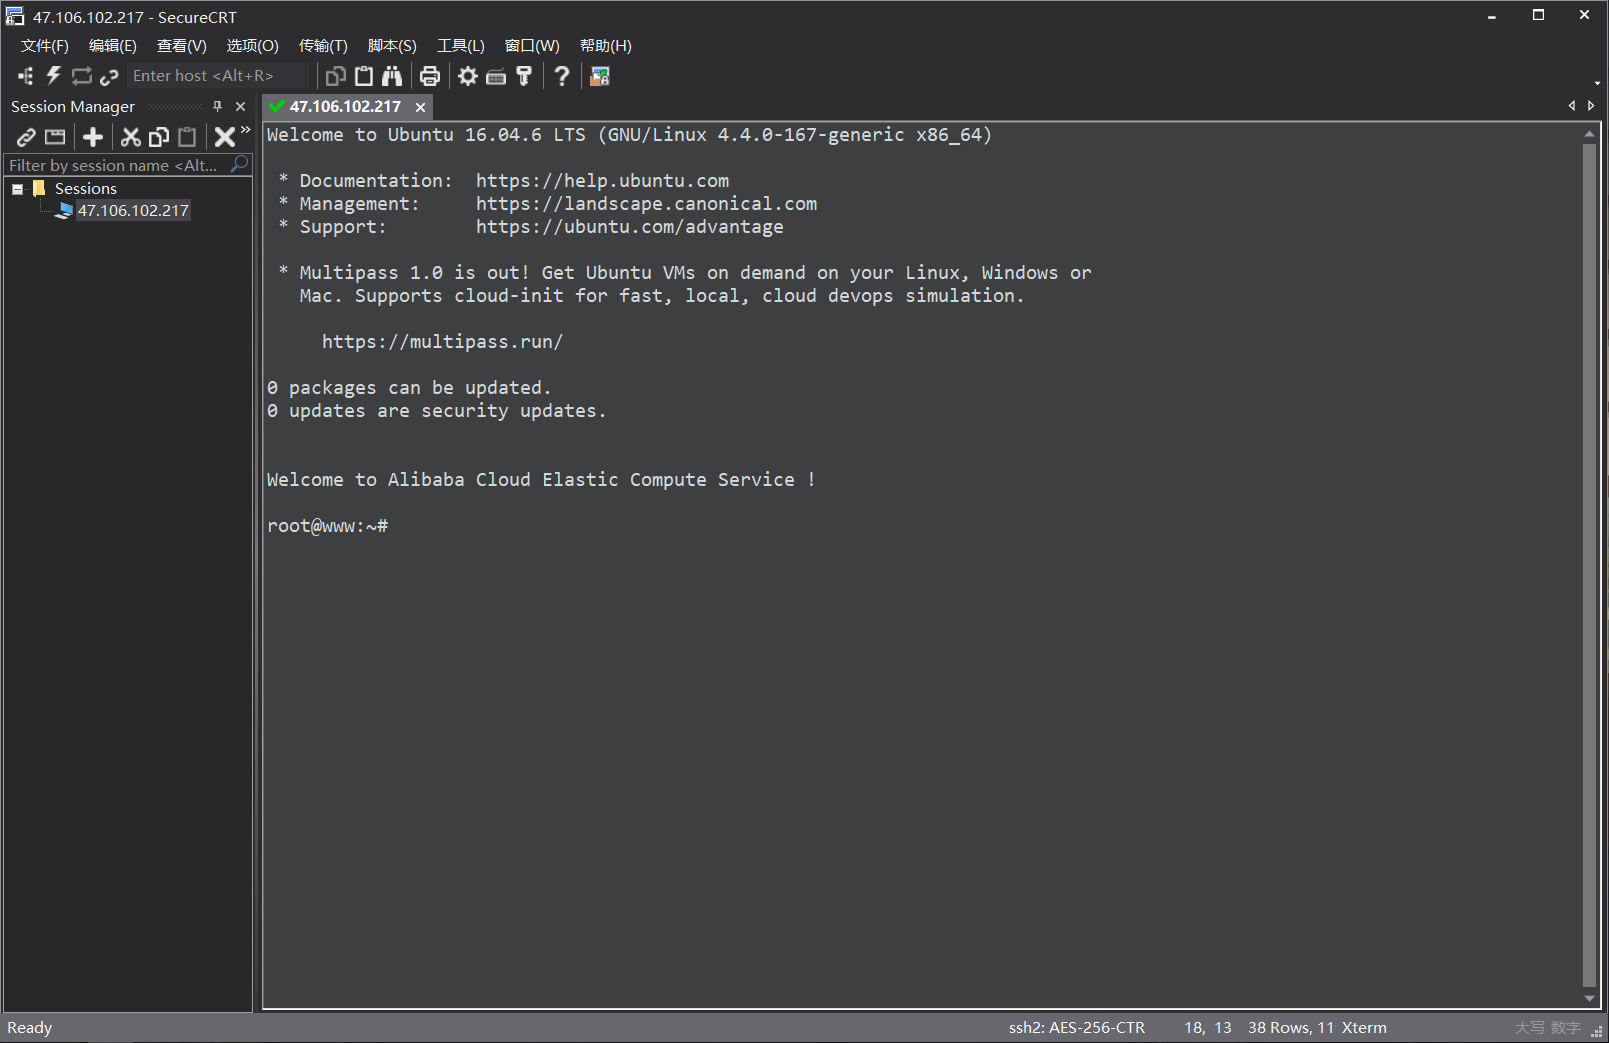 47.106.102.217 - SecureCRT
文件(F) 编辑(E) 查看(V) 选项(O) 传输(T) 脚本(S) 工具(L) 窗口(W) 帮助(H)
Enter host <Alt+R>
Session Manager
47.106.102.217
Filter by session name <Alt...
Sessions
47.106.102.217
Welcome to Ubuntu 16.04.6 LTS (GNU/Linux 4.4.0-167-generic x86_64)
* Documentation:  https://help.ubuntu.com
* Management:     https://landscape.canonical.com
* Support:        https://ubuntu.com/advantage
* Multipass 1.0 is out! Get Ubuntu VMs on demand on your Linux, Windows or
Mac. Supports cloud-init for fast, local, cloud devops simulation.
https://multipass.run/
0 packages can be updated.
0 updates are security updates.
Welcome to Alibaba Cloud Elastic Compute Service !
root@www:~#
Ready
ssh2: AES-256-CTR 18, 13 38 Rows, 11 Xterm 大写 数字